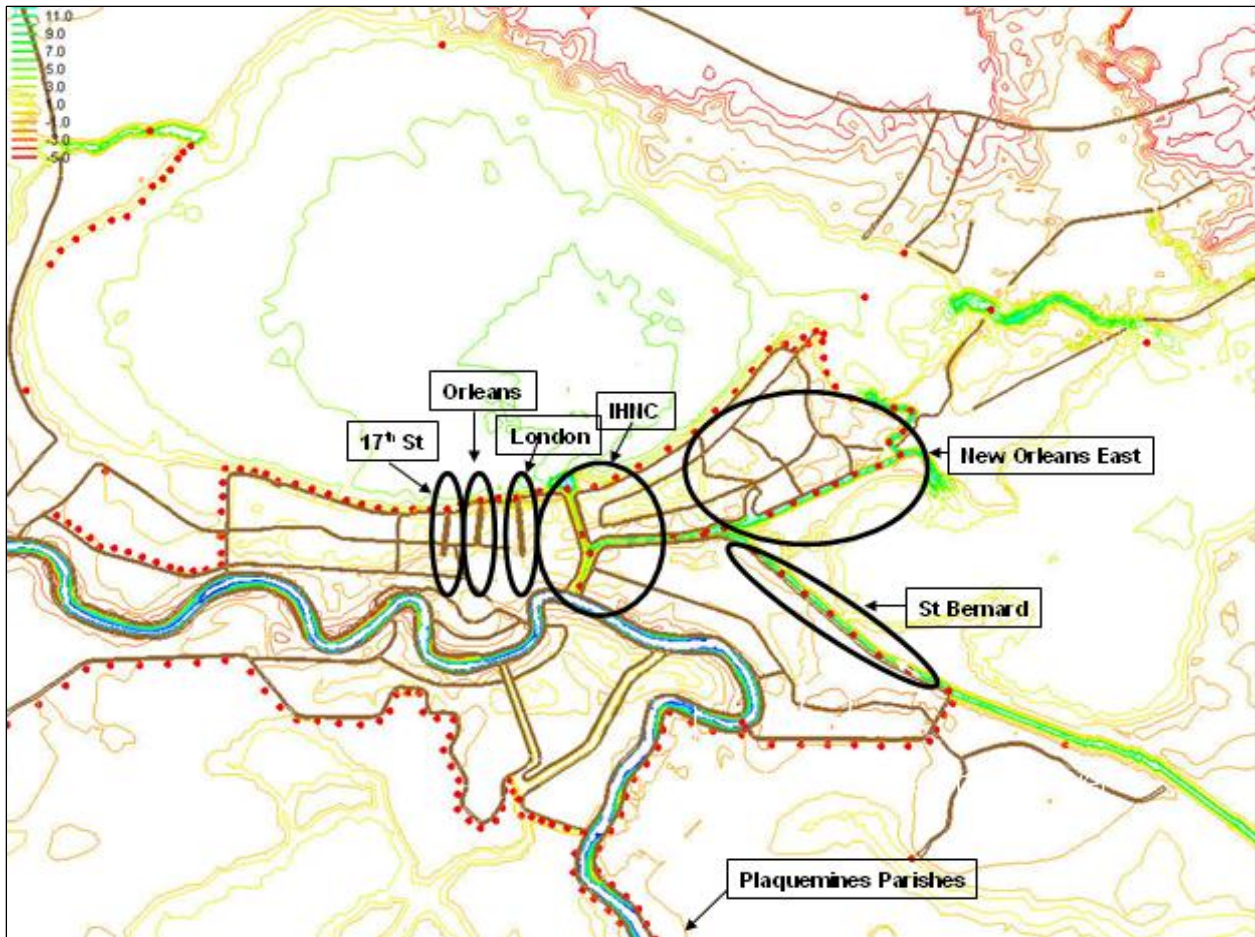 11.0
9.0
7.0
5.0
3.0
1.0
-1.0
-3.0
-5.0
Orleans
IHNC
17th St
London
New Orleans East
St Bernard
Plaquemines Parishes